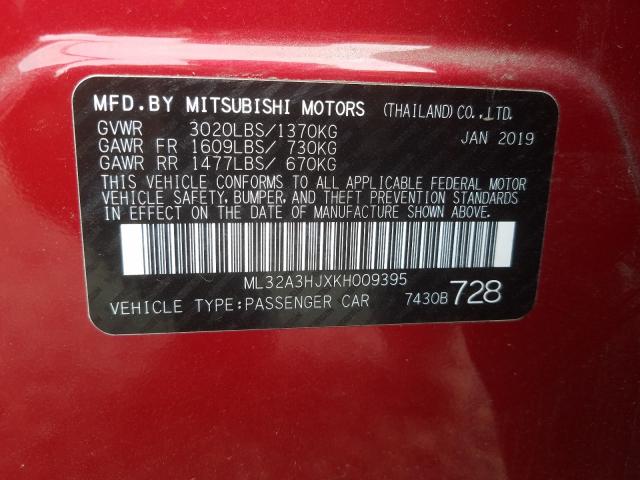 MFD.BY MITSUBISHI MOTORS (THAILAND) CO., LTD.
GVWR 3020LBS/1370KG JAN 2019
GAWR FR 1609LBS/ 730KG
GAWR RR 1477LBS/ 670KG
THIS VEHICLE CONFORMS TO ALL APPLICABLE FEDERAL MOTOR
VEHICLE SAFETY, BUMPER, AND THEFT PREVENTION STANDARDS
IN EFFECT ON THE DATE OF MANUFACTURE SHOWN ABOVE.
ML32A3HJXKH009395
VEHICLE TYPE:PASSENGER CAR 7430B 728